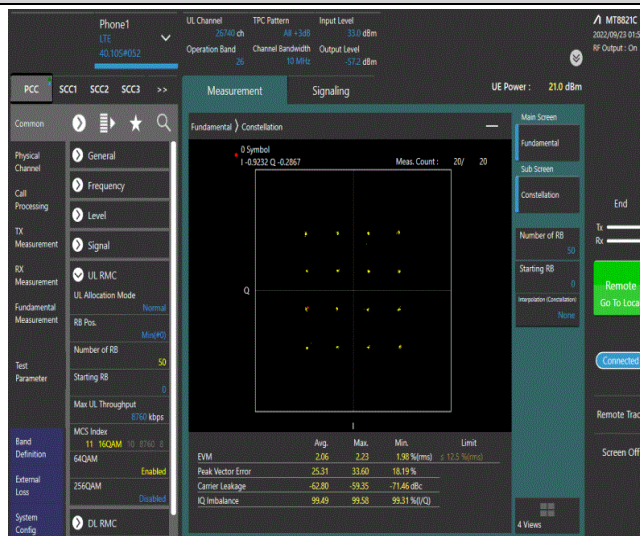 Phone1
LTE
40.10S#052
UL Channel
26740 ch
TPC Pattern
All +3dB
Input Level
33.0 dBm
Operation Band
26
Channel Bandwidth
10 MHz
Output Level
-57.2 dBm
MT8821C
2022/09/23 01:5
RF Output : On
PCC
SCC1
SCC2
SCC3
>>
Measurement
Signaling
UE Power : 21.0 dBm
Common
Physical
Channel
Call
Processing
TX
Measurement
RX
Measurement
Fundamental
Measurement
Test
Parameter
Band
Definition
External
Loss
System
Config
General
Frequency
Level
Signal
UL RMC
UL Allocation Mode
Normal
RB Pos.
Min(#0)
Number of RB
50
Starting RB
0
Max UL Throughput
8760 kbps
MCS Index
11 16QAM 10 8760 8
64QAM
Enabled
256QAM
Disabled
DL RMC
Fundamental 〉 Constellation
0 Symbol
I -0.9232 Q -0.2867
Meas. Count : 20/ 20
Q
I
Avg. Max. Min. Limit
EVM 2.06 2.23 1.98 %(rms) ≤ 12.5 %(rms)
Peak Vector Error 25.31 33.60 18.19 %
Carrier Leakage -62.80 -59.35 -71.46 dBc
IQ Imbalance 99.49 99.58 99.31 %(I/Q)
Main Screen
Fundamental
Sub Screen
Constellation
Number of RB
50
Starting RB
0
Interpolation (Constellation)
None
4 Views
End
Tx
Rx
Remote
Go To Loca
Connected
Remote Trac
Screen Off